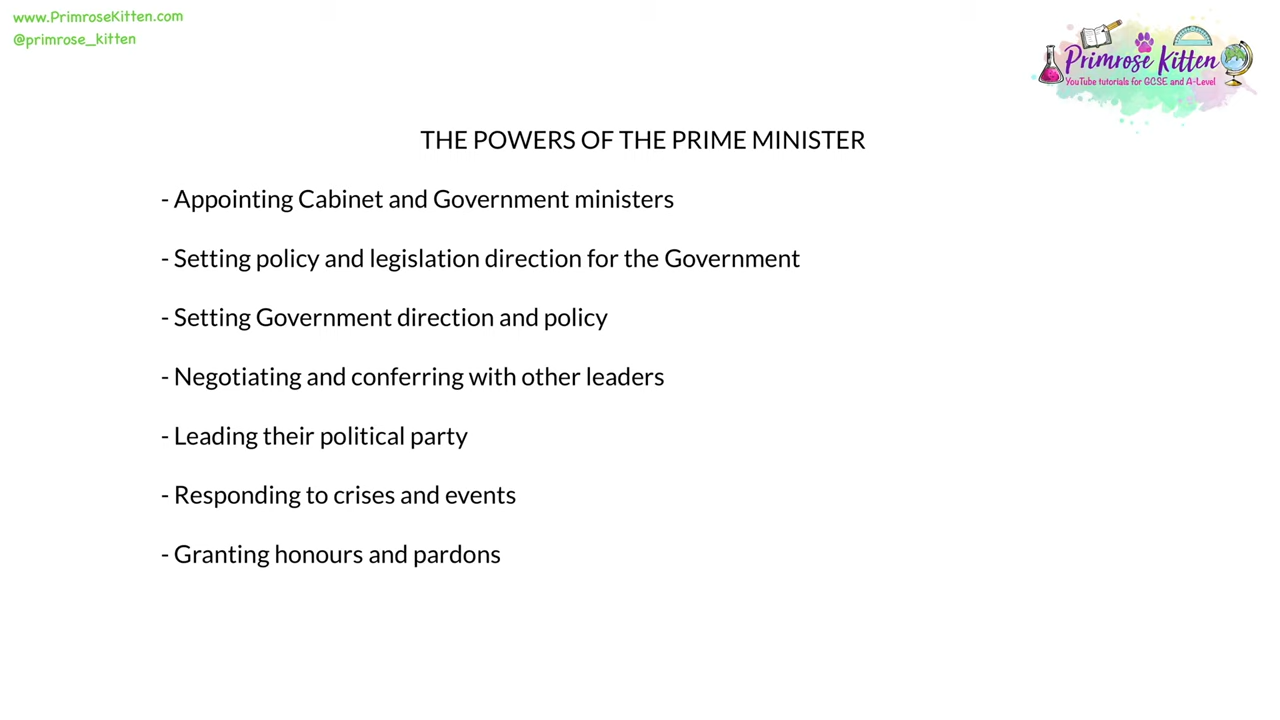 www.PrimroseKitten.com
@primrose_kitten
Primrose Kitten
YouTube tutorials for GCSE and A-Level
THE POWERS OF THE PRIME MINISTER
- Appointing Cabinet and Government ministers
- Setting policy and legislation direction for the Government
- Setting Government direction and policy
- Negotiating and conferring with other leaders
- Leading their political party
- Responding to crises and events
- Granting honours and pardons